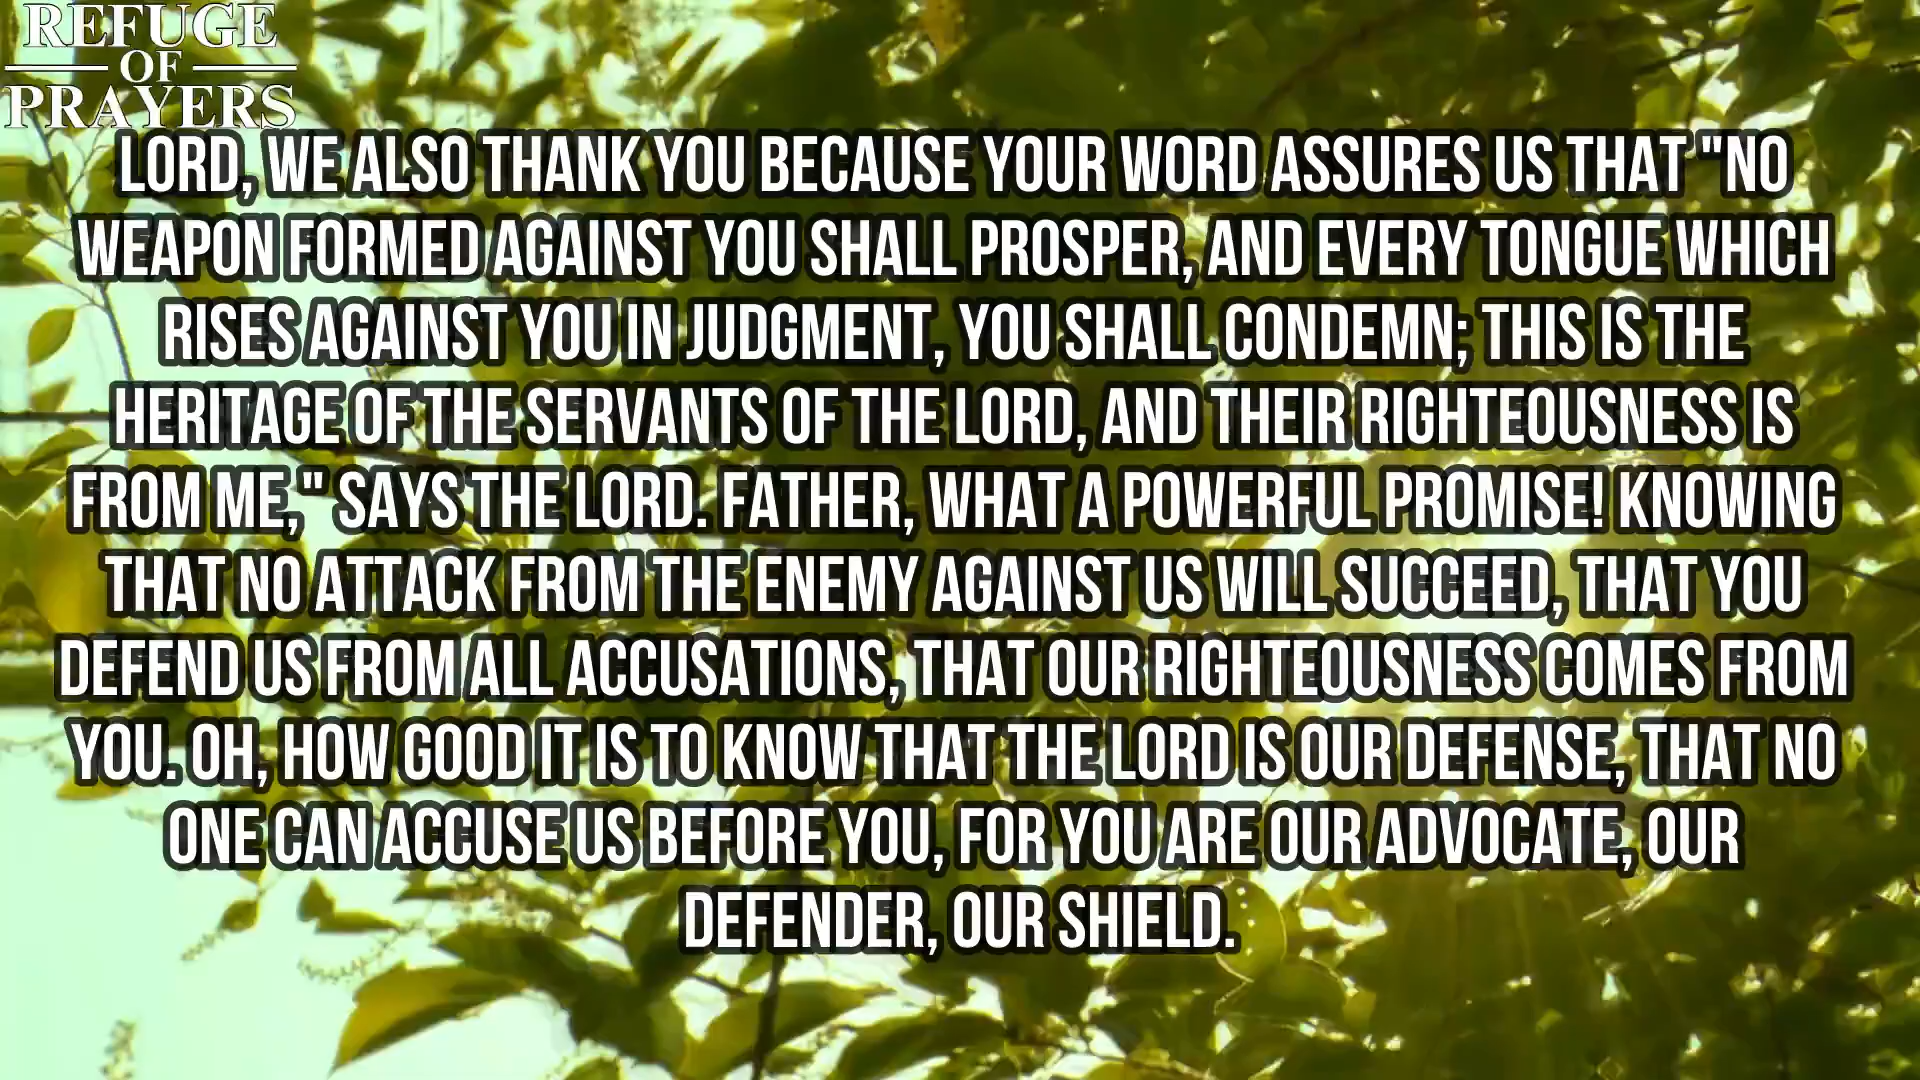 REFUGE
OF
PRAYERS
LORD, WE ALSO THANK YOU BECAUSE YOUR WORD ASSURES US THAT "NO
WEAPON FORMED AGAINST YOU SHALL PROSPER, AND EVERY TONGUE WHICH
RISES AGAINST YOU IN JUDGMENT, YOU SHALL CONDEMN; THIS IS THE
HERITAGE OF THE SERVANTS OF THE LORD, AND THEIR RIGHTEOUSNESS IS
FROM ME," SAYS THE LORD. FATHER, WHAT A POWERFUL PROMISE! KNOWING
THAT NO ATTACK FROM THE ENEMY AGAINST US WILL SUCCEED, THAT YOU
DEFEND US FROM ALL ACCUSATIONS, THAT OUR RIGHTEOUSNESS COMES FROM
YOU. OH, HOW GOOD IT IS TO KNOW THAT THE LORD IS OUR DEFENSE, THAT NO
ONE CAN ACCUSE US BEFORE YOU, FOR YOU ARE OUR ADVOCATE, OUR
DEFENDER, OUR SHIELD.